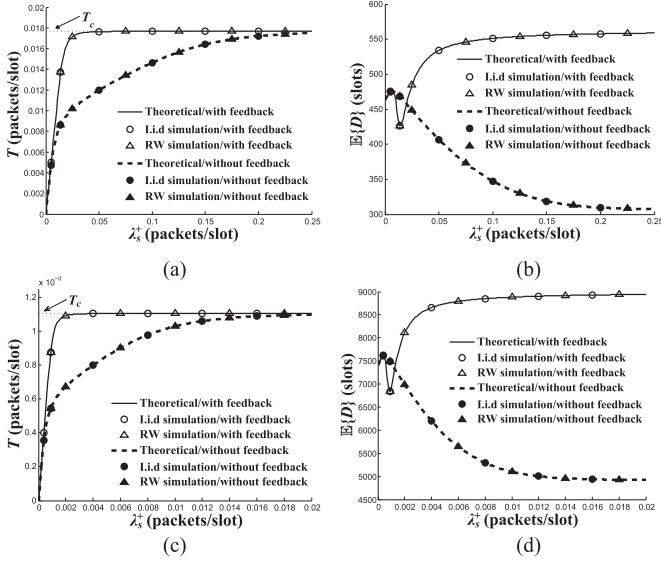 T_c
T (packets/slot)
0.02
0.018
0.016
0.014
0.012
0.01
0.008
0.006
0.004
0.002
0
Theoretical/with feedback
I.i.d simulation/with feedback
RW simulation/with feedback
Theoretical/without feedback
I.i.d simulation/without feedback
RW simulation/without feedback
0 0.05 0.1 0.15 0.2 0.25
λ_s^+ (packets/slot)
(a)
𝔼{D} (slots)
600
550
500
450
400
350
300
Theoretical/with feedback
I.i.d simulation/with feedback
RW simulation/with feedback
Theoretical/without feedback
I.i.d simulation/without feedback
RW simulation/without feedback
0 0.05 0.1 0.15 0.2 0.25
λ_s^+ (packets/slot)
(b)
× 10⁻³
T_c
T (packets/slot)
1.2
1
0.8
0.6
0.4
0.2
0
Theoretical/with feedback
I.i.d simulation/with feedback
RW simulation/with feedback
Theoretical/without feedback
I.i.d simulation/without feedback
RW simulation/without feedback
0 0.002 0.004 0.006 0.008 0.01 0.012 0.014 0.016 0.018 0.02
λ_s^+ (packets/slot)
(c)
𝔼{D} (slots)
9000
8500
8000
7500
7000
6500
6000
5500
5000
4500
Theoretical/with feedback
I.i.d simulation/with feedback
RW simulation/with feedback
Theoretical/without feedback
I.i.d simulation/without feedback
RW simulation/without feedback
0 0.002 0.004 0.006 0.008 0.01 0.012 0.014 0.016 0.018 0.02
λ_s^+ (packets/slot)
(d)